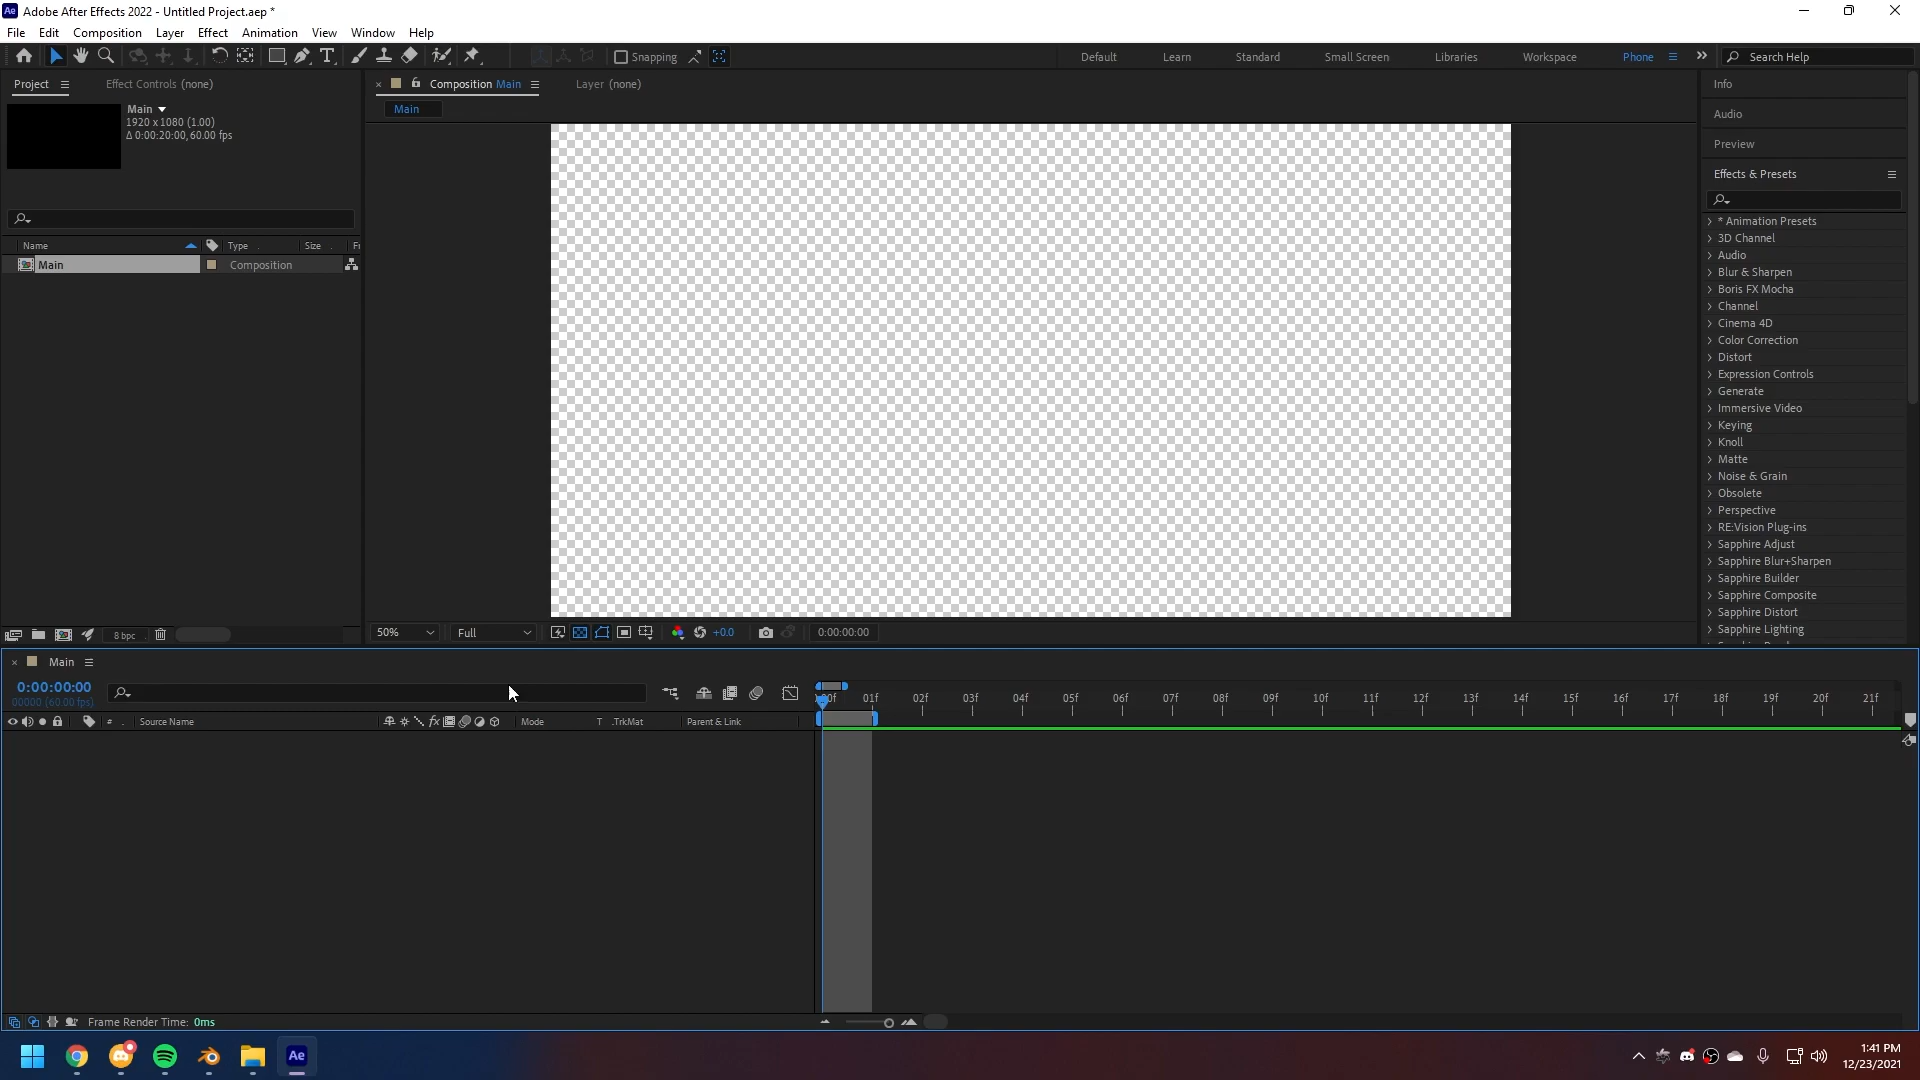 Ae Adobe After Effects 2022 - Untitled Project.aep *
File Edit Composition Layer Effect Animation View Window Help
Snapping Default Learn Standard Small Screen Libraries Workspace Phone Search Help
Project Effect Controls (none)
Main
1920 x 1080 (1.00)
Δ 0:00:20:00, 60.00 fps
Name Type Size Fr
Main Composition
8 bpc
Composition Main Layer (none)
Main
50% Full +0.0 0:00:00:00
Info
Audio
Preview
Effects & Presets
* Animation Presets
3D Channel
Audio
Blur & Sharpen
Boris FX Mocha
Channel
Cinema 4D
Color Correction
Distort
Expression Controls
Generate
Immersive Video
Keying
Knoll
Matte
Noise & Grain
Obsolete
Perspective
RE:Vision Plug-ins
Sapphire Adjust
Sapphire Blur+Sharpen
Sapphire Builder
Sapphire Composite
Sapphire Distort
Sapphire Lighting
Main
0:00:00:00
00000 (60.00 fps)
# Source Name Mode T .TrkMat Parent & Link
01f 02f 03f 04f 05f 06f 07f 08f 09f 10f 11f 12f 13f 14f 15f 16f 17f 18f 19f 20f 21f
Frame Render Time: 0ms
Ae
1:41 PM
12/23/2021